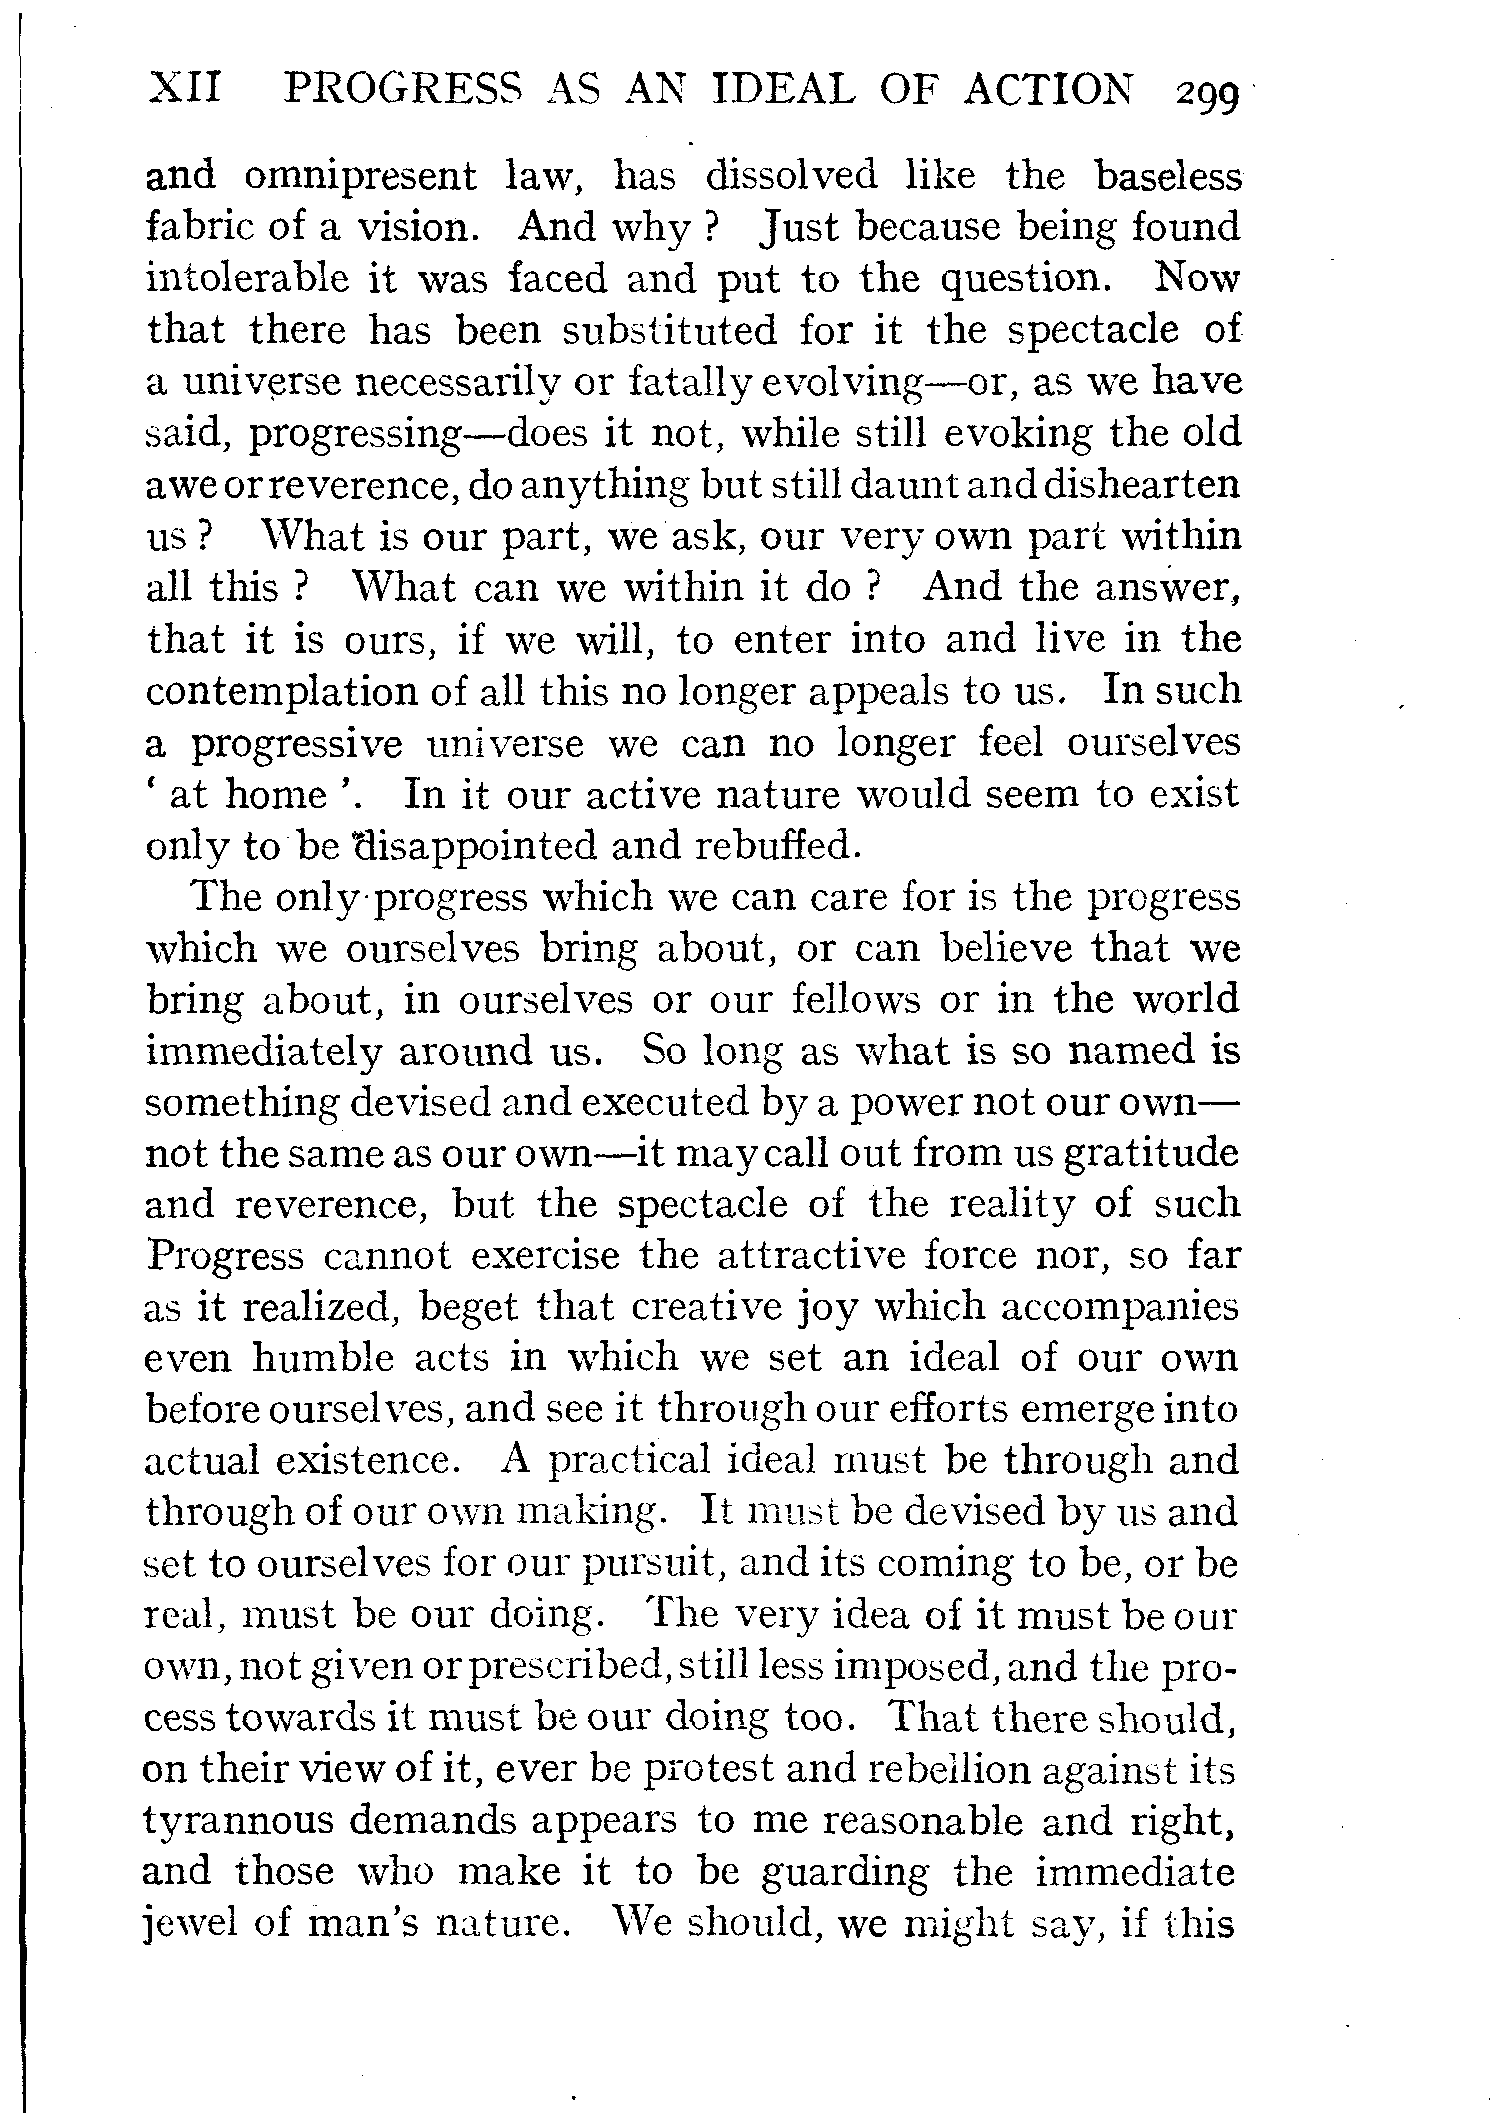 XII PROGRESS AS AN IDEAL OF ACTION 299
and omnipresent law, has dissolved like the baseless
fabric of a vision. And why ? Just because being found
intolerable it was faced and put to the question. Now
that there has been substituted for it the spectacle of
a universe necessarily or fatally evolving—or, as we have
said, progressing—does it not, while still evoking the old
awe or reverence, do anything but still daunt and dishearten
us ? What is our part, we ask, our very own part within
all this ? What can we within it do ? And the answer,
that it is ours, if we will, to enter into and live in the
contemplation of all this no longer appeals to us. In such
a progressive universe we can no longer feel ourselves
‘ at home ’. In it our active nature would seem to exist
only to be disappointed and rebuffed.
The only progress which we can care for is the progress
which we ourselves bring about, or can believe that we
bring about, in ourselves or our fellows or in the world
immediately around us. So long as what is so named is
something devised and executed by a power not our own—
not the same as our own—it may call out from us gratitude
and reverence, but the spectacle of the reality of such
Progress cannot exercise the attractive force nor, so far
as it realized, beget that creative joy which accompanies
even humble acts in which we set an ideal of our own
before ourselves, and see it through our efforts emerge into
actual existence. A practical ideal must be through and
through of our own making. It must be devised by us and
set to ourselves for our pursuit, and its coming to be, or be
real, must be our doing. The very idea of it must be our
own, not given or prescribed, still less imposed, and the pro-
cess towards it must be our doing too. That there should,
on their view of it, ever be protest and rebellion against its
tyrannous demands appears to me reasonable and right,
and those who make it to be guarding the immediate
jewel of man's nature. We should, we might say, if this